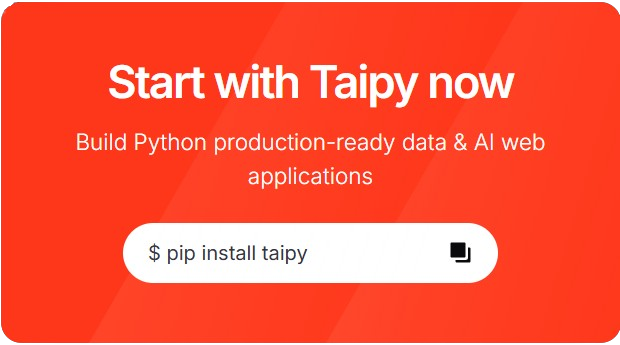 Start with Taipy now
Build Python production-ready data & AI web
applications
$ pip install taipy